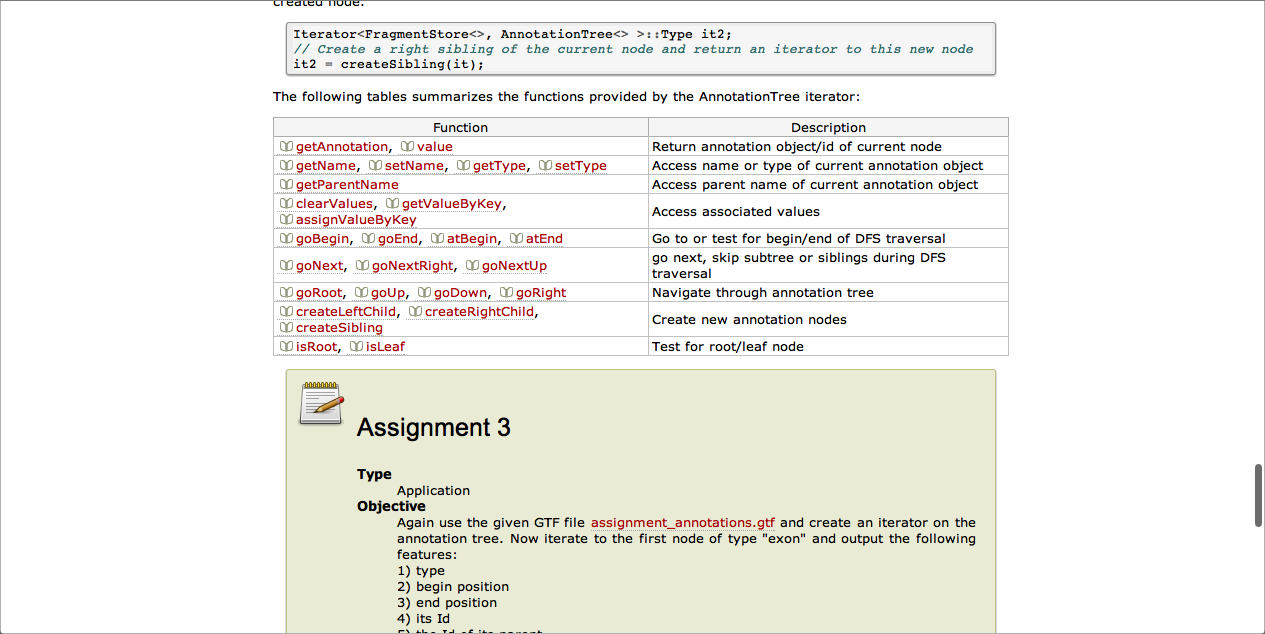 created node.
Iterator<FragmentStore<>, AnnotationTree<> >::Type it2;
// Create a right sibling of the current node and return an iterator to this new node
it2 = createSibling(it);
The following tables summarizes the functions provided by the AnnotationTree iterator:
Function Description
getAnnotation, value Return annotation object/id of current node
getName, setName, getType, setType Access name or type of current annotation object
getParentName Access parent name of current annotation object
clearValues, getValueByKey,
assignValueByKey
Access associated values
goBegin, goEnd, atBegin, atEnd Go to or test for begin/end of DFS traversal
goNext, goNextRight, goNextUp
go next, skip subtree or siblings during DFS
traversal
goRoot, goUp, goDown, goRight Navigate through annotation tree
createLeftChild, createRightChild,
createSibling
Create new annotation nodes
isRoot, isLeaf Test for root/leaf node
Assignment 3
Type
Application
Objective
Again use the given GTF file assignment_annotations.gtf and create an iterator on the
annotation tree. Now iterate to the first node of type "exon" and output the following
features:
1) type
2) begin position
3) end position
4) its Id
5) the Id of its parent